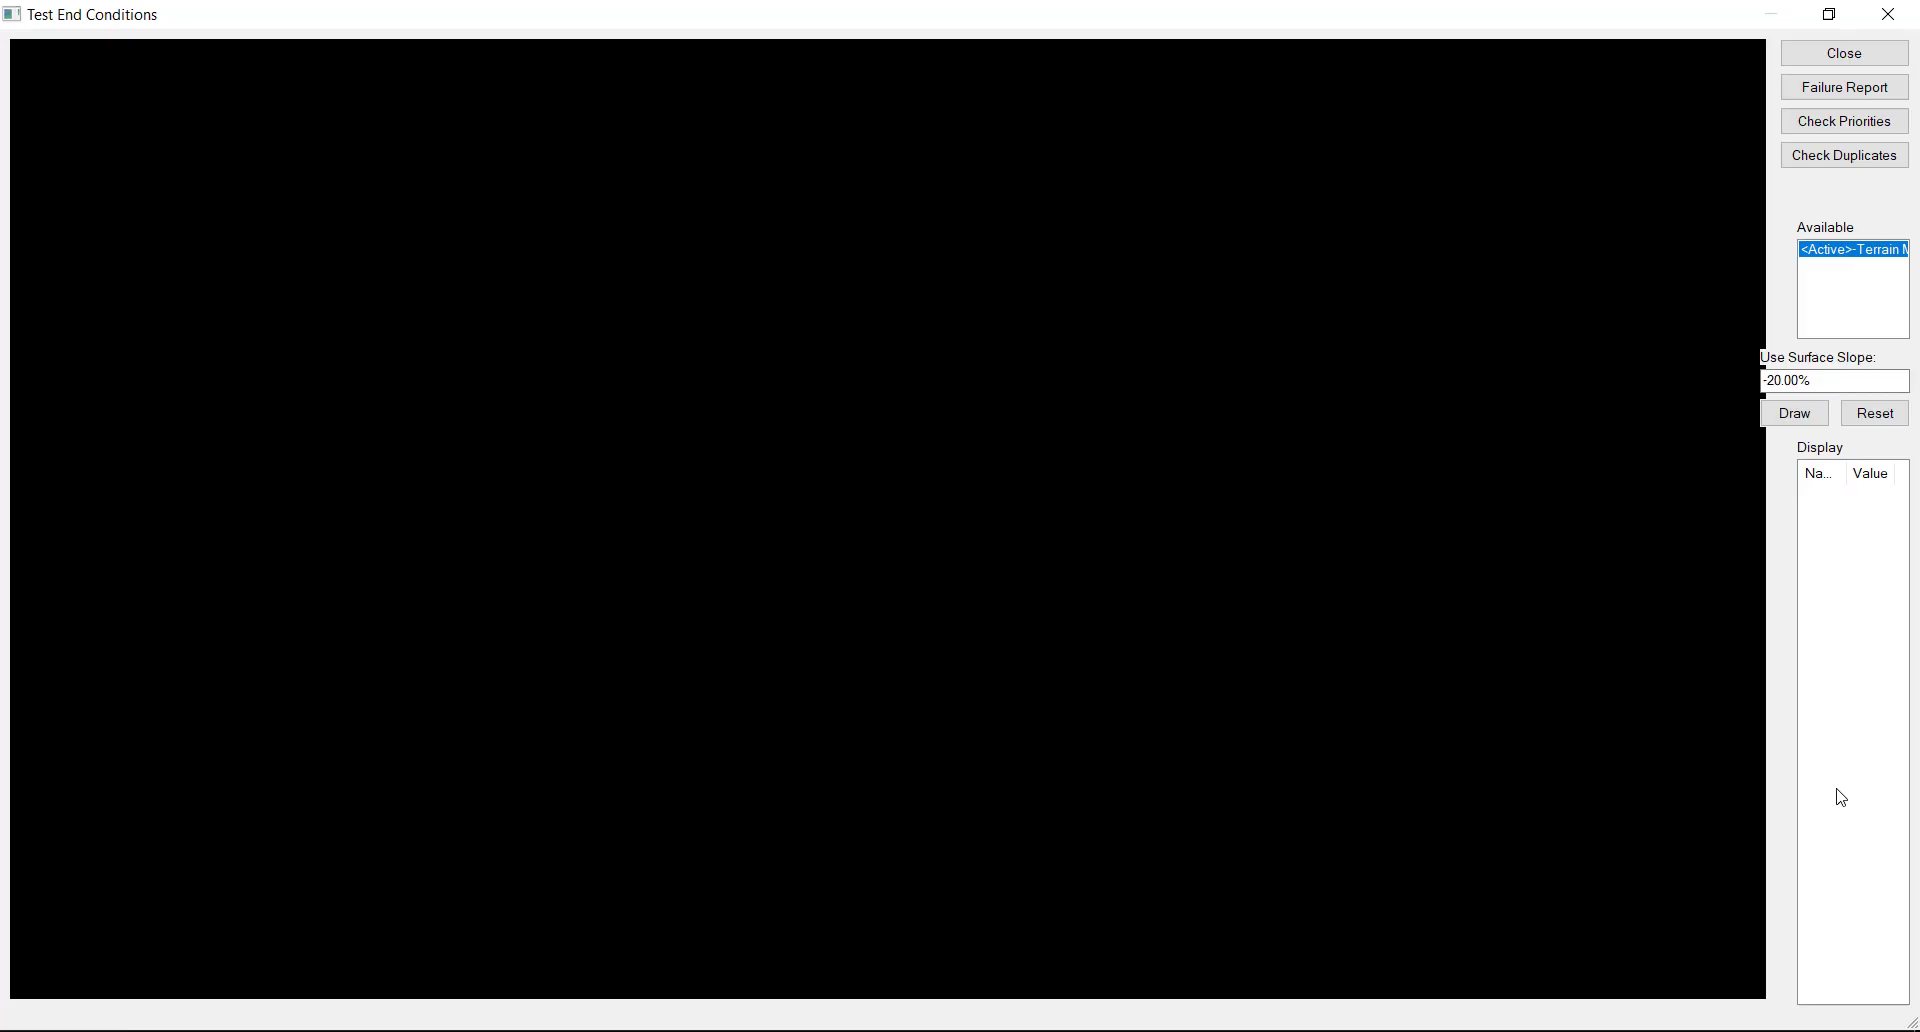 Test End Conditions
Close
Failure Report
Check Priorities
Check Duplicates
Available
<Active>-Terrain
Use Surface Slope:
-20.00%
Draw
Reset
Display
Na...
Value